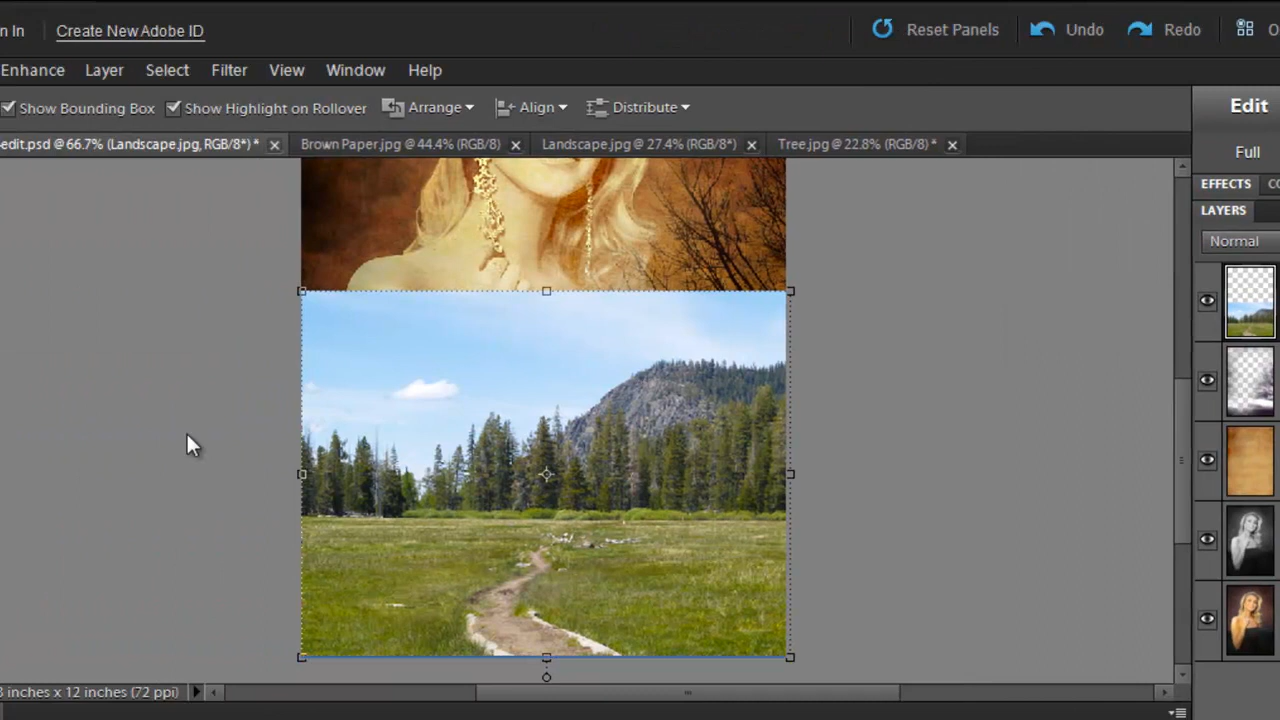 n In Create New Adobe ID Reset Panels Undo Redo O
Enhance Layer Select Filter View Window Help
Show Bounding Box Show Highlight on Rollover Arrange Align Distribute Edit
-edit.psd @ 66.7% (Landscape.jpg, RGB/8*) * Brown Paper.jpg @ 44.4% (RGB/8) Landscape.jpg @ 27.4% (RGB/8*) Tree.jpg @ 22.8% (RGB/8) *
Full
EFFECTS CO
LAYERS
Normal
8 inches x 12 inches (72 ppi)